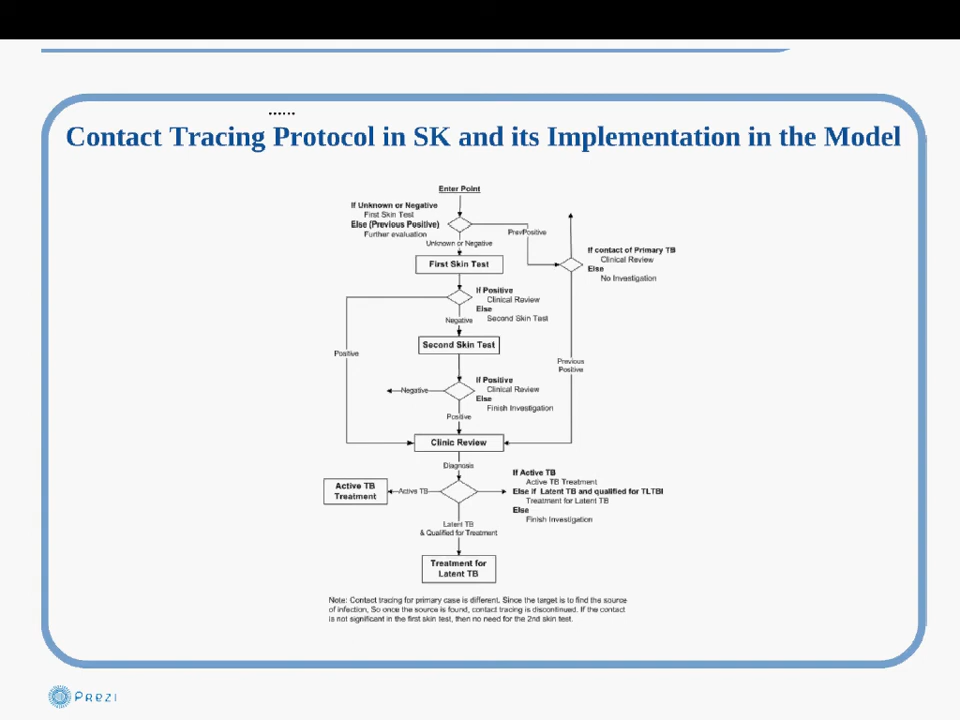 ......
Contact Tracing Protocol in SK and its Implementation in the Model
Enter Point
If Unknown or Negative
First Skin Test
Else (Previous Positive)
Further evaluation
PrevPositive
Unknown or Negative
If contact of Primary TB
Clinical Review
Else
No Investigation
First Skin Test
If Positive
Clinical Review
Else
Second Skin Test
Negative
Second Skin Test
Positive
Previous
Positive
If Positive
Clinical Review
Else
Finish Investigation
Negative
Positive
Clinic Review
Diagnosis
If Active TB
Active TB Treatment
Else if Latent TB and qualified for TLTBI
Treatment for Latent TB
Else
Finish Investigation
Active TB
Treatment
Active TB
Latent TB
& Qualified for Treatment
Treatment for
Latent TB
Note: Contact tracing for primary case is different. Since the target is to find the source
of infection, So once the source is found, contact tracing is discontinued. If the contact
is not significant in the first skin test, then no need for the 2nd skin test.
Prezi